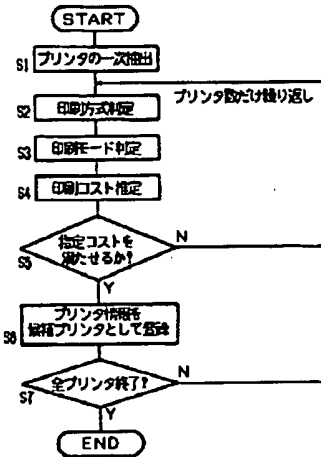 START
S1 プリンタの一次抽出
プリンタ数だけ繰り返し
S2 印刷方式判定
S3 印刷モード判定
S4 印刷コスト推定
指定コストを
満たせるか?
S5
N
Y
プリンタ情報を
候補プリンタとして登録
S6
全プリンタ終了?
S7
N
Y
END